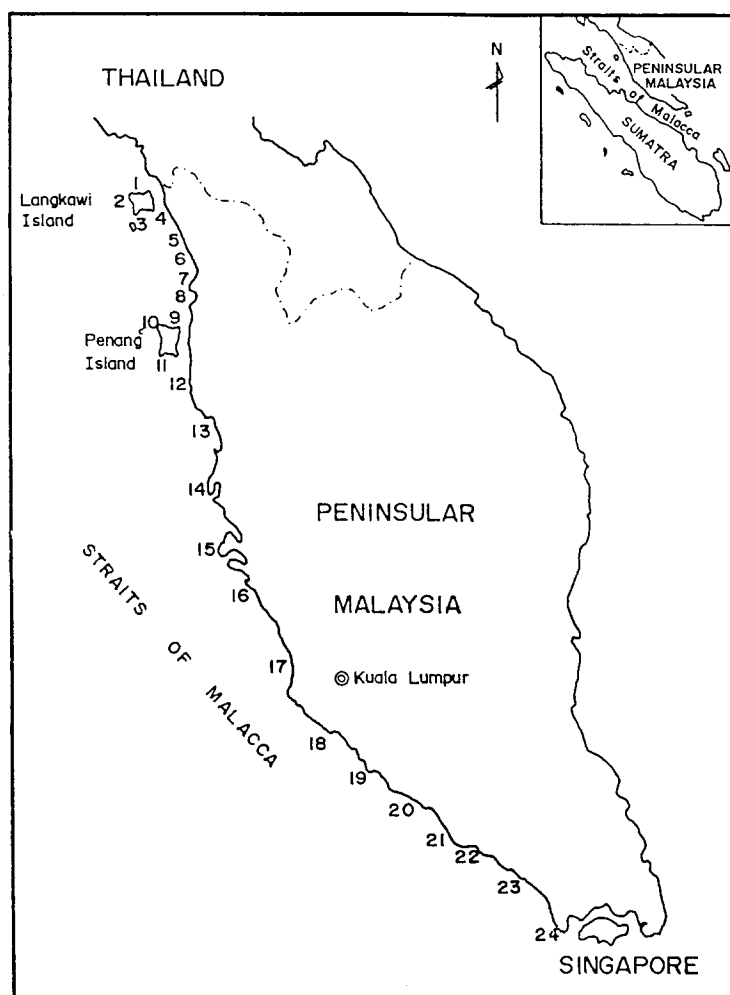 THAILAND
N
Straits of Malacca
PENINSULAR
MALAYSIA
SUMATRA
Langkawi
Island
1
2
3
4
5
6
7
8
9
10
Penang
Island
11
12
13
14
15
16
17
18
19
20
21
22
23
24
PENINSULAR
MALAYSIA
Kuala Lumpur
STRAITS OF MALACCA
SINGAPORE